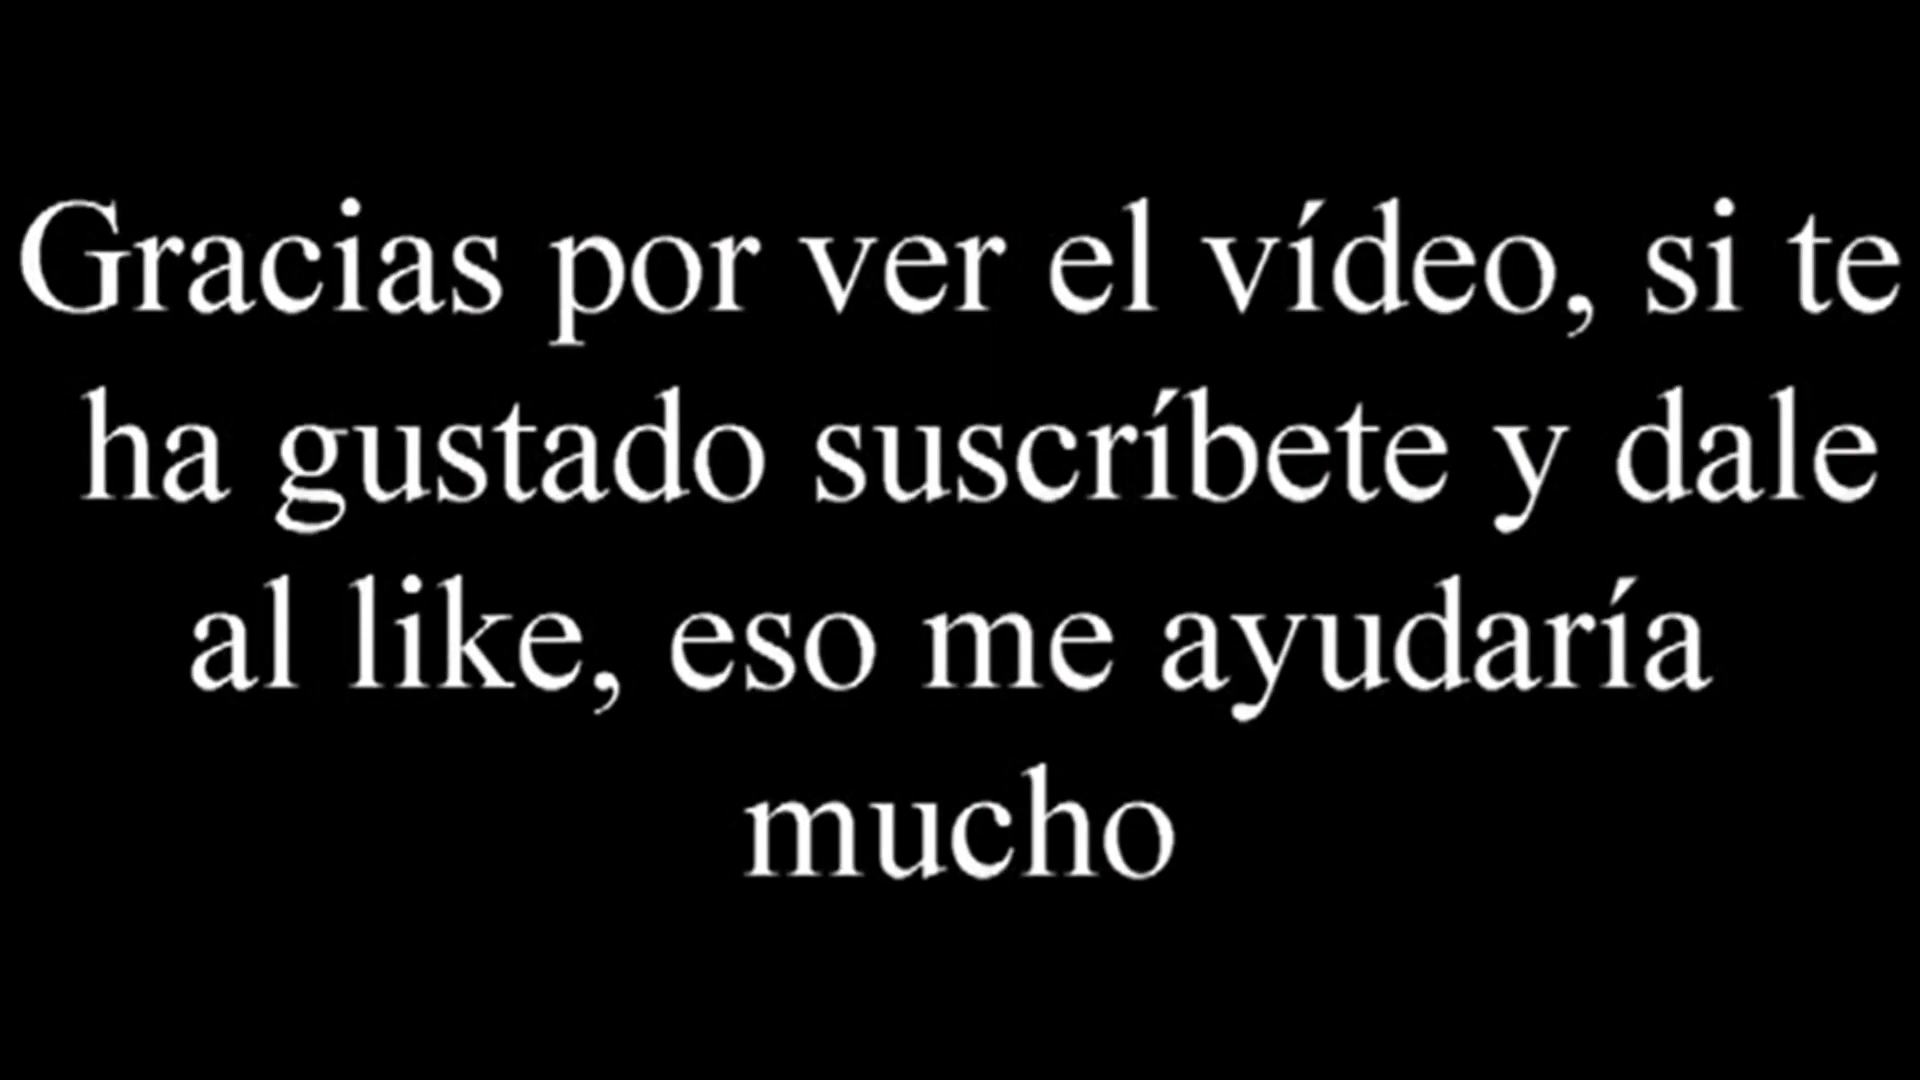 Gracias por ver el vídeo, si te
ha gustado suscríbete y dale
al like, eso me ayudaría
mucho